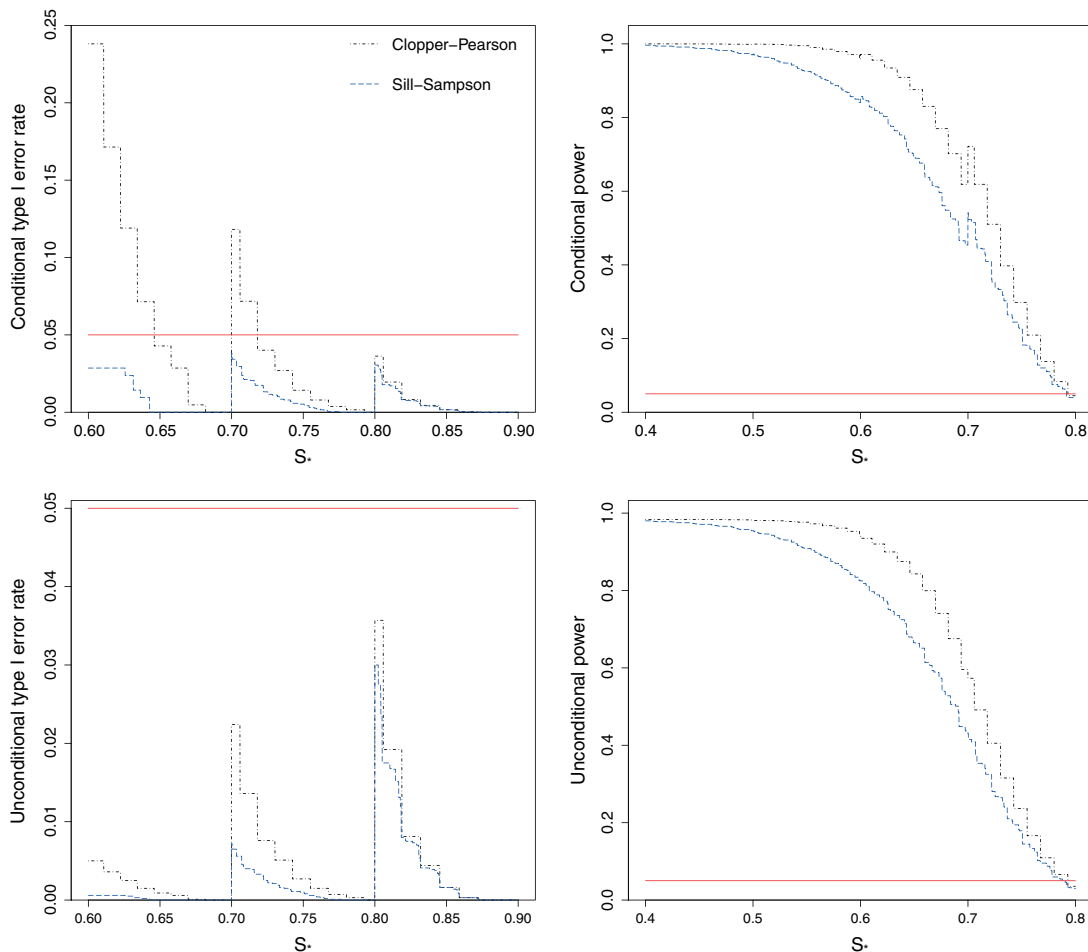 Conditional type I error rate
0.25
0.20
0.15
0.10
0.05
0.00
Clopper−Pearson
Sill−Sampson
0.60 0.65 0.70 0.75 0.80 0.85 0.90
S*
Conditional power
1.0
0.8
0.6
0.4
0.2
0.0
0.4 0.5 0.6 0.7 0.8
S*
Unconditional type I error rate
0.05
0.04
0.03
0.02
0.01
0.00
0.60 0.65 0.70 0.75 0.80 0.85 0.90
S*
Unconditional power
1.0
0.8
0.6
0.4
0.2
0.0
0.4 0.5 0.6 0.7 0.8
S*